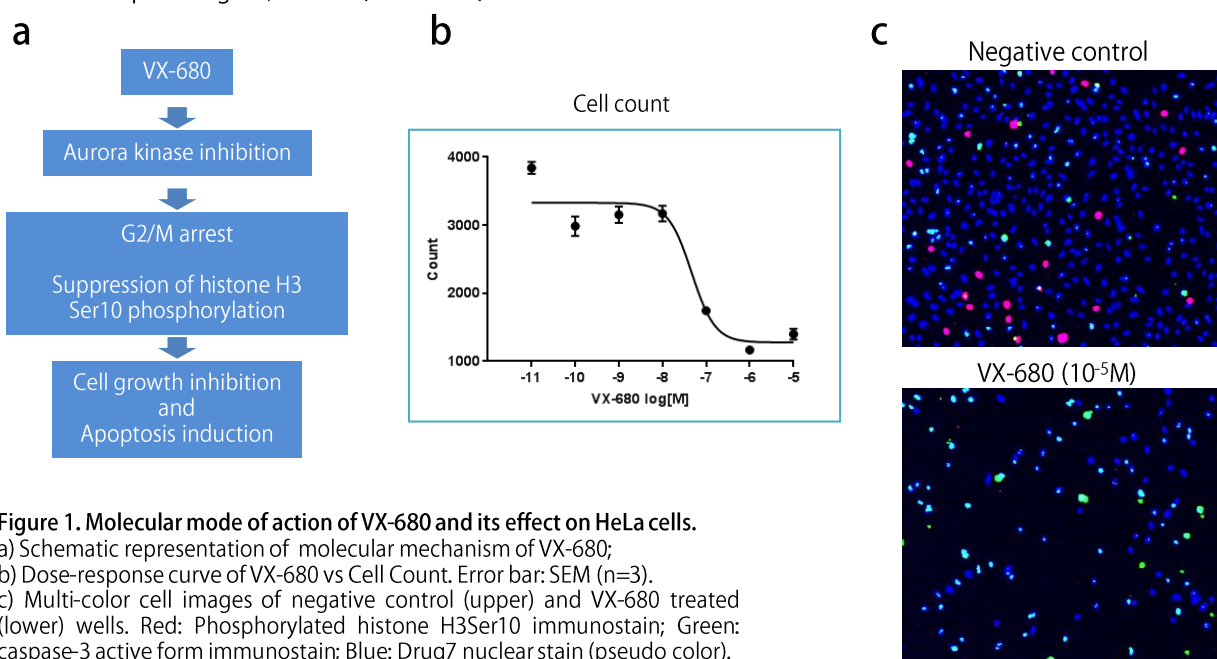 a
VX-680
Aurora kinase inhibition
G2/M arrest
Suppression of histone H3
Ser10 phosphorylation
Cell growth inhibition
and
Apoptosis induction
b
Cell count
4000
3000
2000
1000
Count
-11 -10 -9 -8 -7 -6 -5
VX-680 log[M]
c
Negative control
VX-680 (10-5M)
Figure 1. Molecular mode of action of VX-680 and its effect on HeLa cells.
a) Schematic representation of molecular mechanism of VX-680;
b) Dose-response curve of VX-680 vs Cell Count. Error bar: SEM (n=3).
c) Multi-color cell images of negative control (upper) and VX-680 treated
(lower) wells. Red: Phosphorylated histone H3Ser10 immunostain; Green:
caspase-3 active form immunostain; Blue: Drug7 nuclear stain (pseudo color).